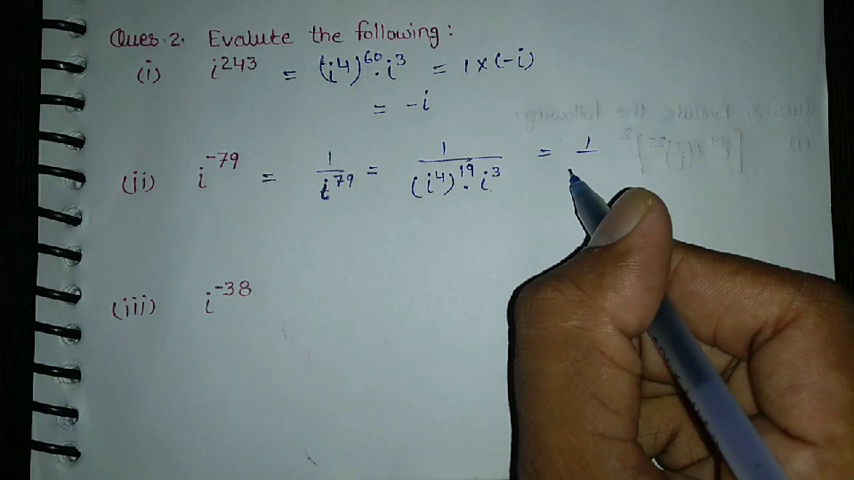 Ques. 2. Evalute the following :
(i) i^243 = (i^4)^60 . i^3 = 1 × (-i)
= -i
(ii) i^-79 = 1/i^79 = 1/((i^4)^19 . i^3) = 1/
(iii) i^-38